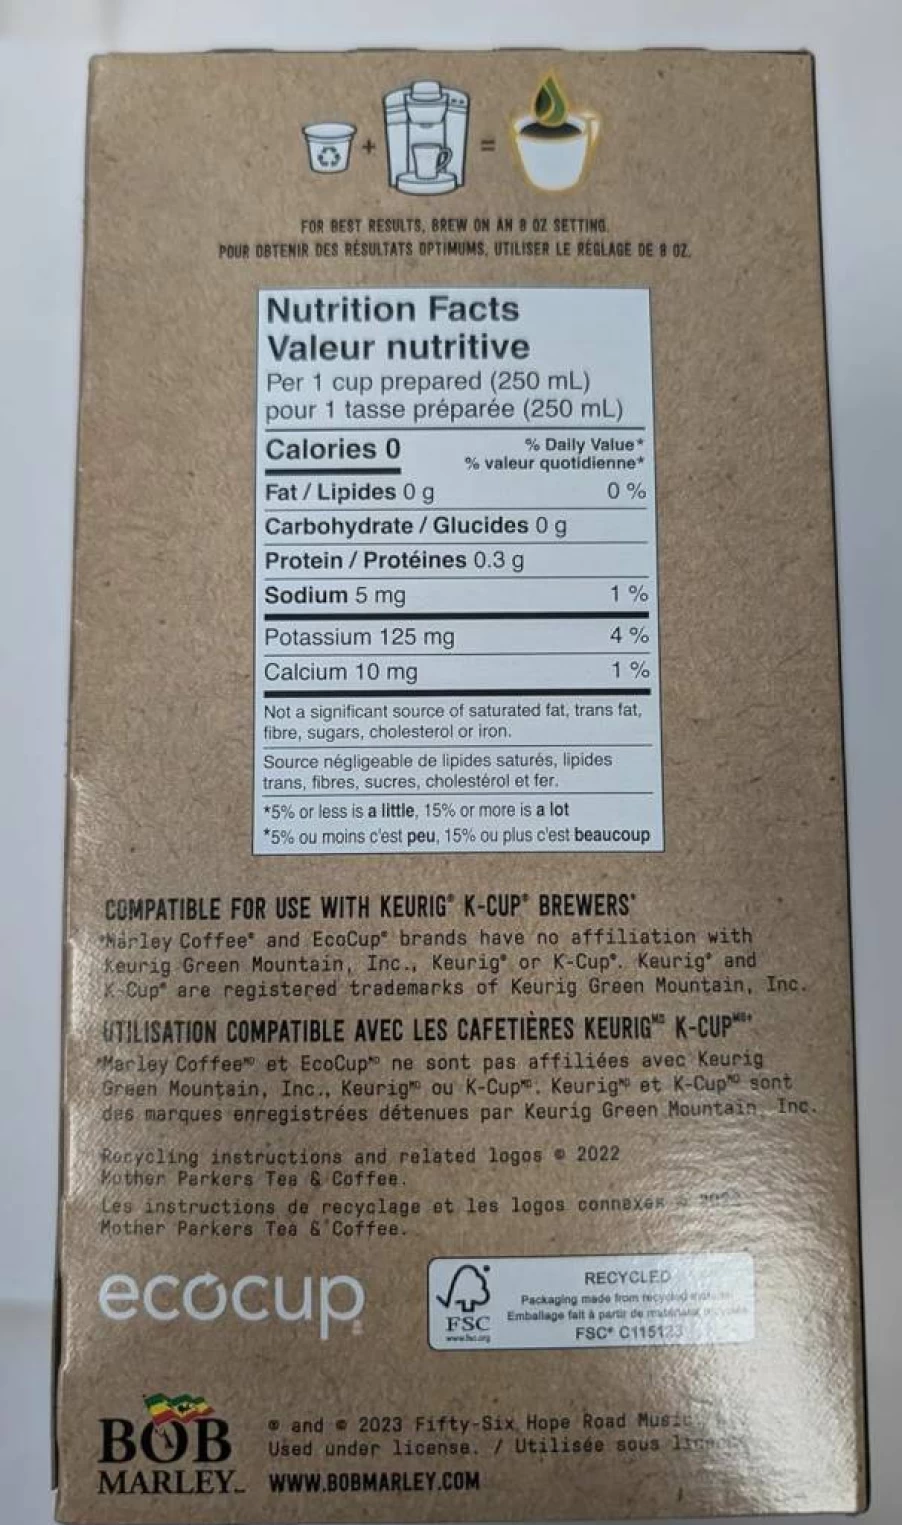 + =
FOR BEST RESULTS, BREW ON AN 8 OZ SETTING.
POUR OBTENIR DES RÉSULTATS OPTIMUMS, UTILISER LE RÉGLAGE DE 8 OZ.
Nutrition Facts
Valeur nutritive
Per 1 cup prepared (250 mL)
pour 1 tasse préparée (250 mL)
Calories 0 % Daily Value*
% valeur quotidienne*
Fat / Lipides 0 g 0 %
Carbohydrate / Glucides 0 g
Protein / Protéines 0.3 g
Sodium 5 mg 1 %
Potassium 125 mg 4 %
Calcium 10 mg 1 %
Not a significant source of saturated fat, trans fat,
fibre, sugars, cholesterol or iron.
Source négligeable de lipides saturés, lipides
trans, fibres, sucres, cholestérol et fer.
*5% or less is a little, 15% or more is a lot
*5% ou moins c'est peu, 15% ou plus c'est beaucoup
COMPATIBLE FOR USE WITH KEURIG® K-CUP® BREWERS*
*Marley Coffee® and EcoCup® brands have no affiliation with
Keurig Green Mountain, Inc., Keurig® or K-Cup®. Keurig® and
K-Cup® are registered trademarks of Keurig Green Mountain, Inc.
UTILISATION COMPATIBLE AVEC LES CAFETIÈRES KEURIG MD K-CUP MD*
*Marley Coffee MD et EcoCup MD ne sont pas affiliées avec Keurig
Green Mountain, Inc., Keurig MD ou K-Cup MD. Keurig MD et K-Cup MD sont
des marques enregistrées détenues par Keurig Green Mountain, Inc.
Recycling instructions and related logos © 2022
Mother Parkers Tea & Coffee.
Les instructions de recyclage et les logos connexes © 2022
Mother Parkers Tea & Coffee.
ecocup
FSC
www.fsc.org
RECYCLED
Packaging made from recycled
Emballage fait à partir de
FSC® C115123
BOB
MARLEY™
® and © 2023 Fifty-Six Hope Road Music
Used under license. / Utilisée sous
WWW.BOBMARLEY.COM